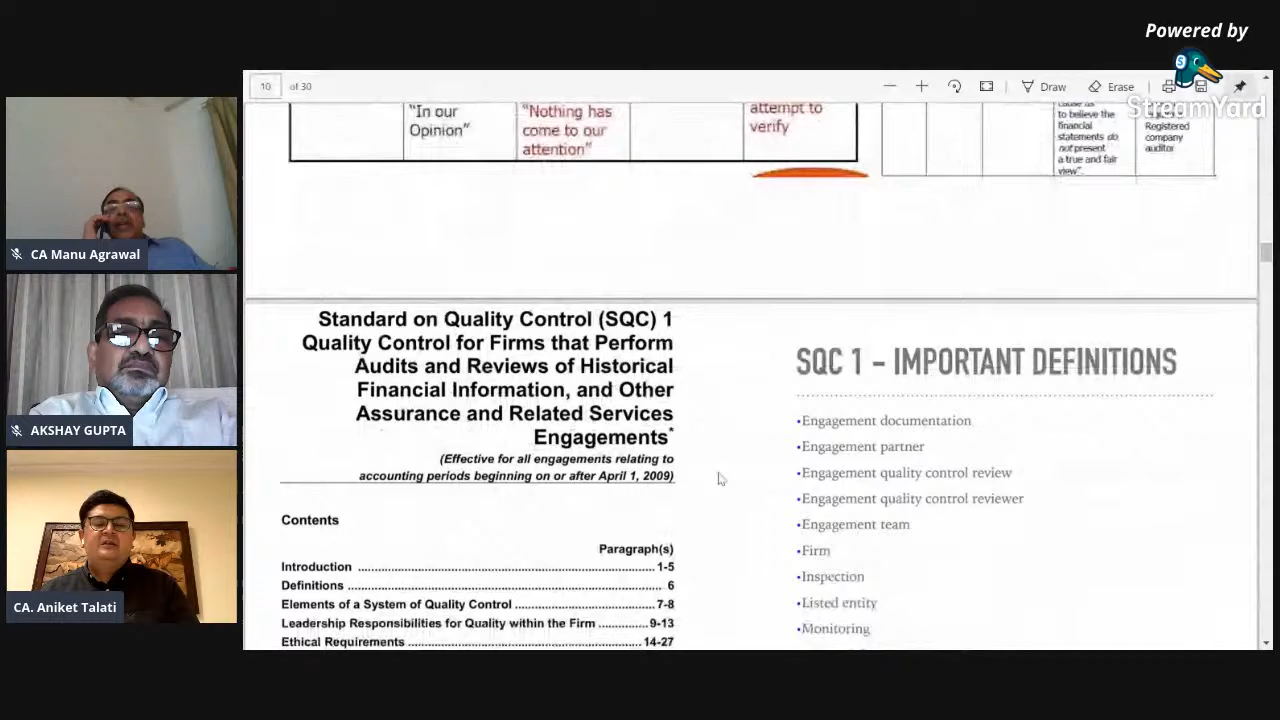 Powered by
StreamYard
10 of 30
Draw
Erase
"In our
Opinion"
"Nothing has
come to our
attention"
attempt to
verify
to believe the
financial
statements do
not present
a true and fair
view".
Registered
company
auditor
CA Manu Agrawal
AKSHAY GUPTA
CA. Aniket Talati
Standard on Quality Control (SQC) 1
Quality Control for Firms that Perform
Audits and Reviews of Historical
Financial Information, and Other
Assurance and Related Services
Engagements*
(Effective for all engagements relating to
accounting periods beginning on or after April 1, 2009)
Contents
Paragraph(s)
Introduction ........................ 1-5
Definitions ........................ 6
Elements of a System of Quality Control ........................ 7-8
Leadership Responsibilities for Quality within the Firm ............. 9-13
Ethical Requirements ........................ 14-27
SQC 1 – IMPORTANT DEFINITIONS
•Engagement documentation
•Engagement partner
•Engagement quality control review
•Engagement quality control reviewer
•Engagement team
•Firm
•Inspection
•Listed entity
•Monitoring